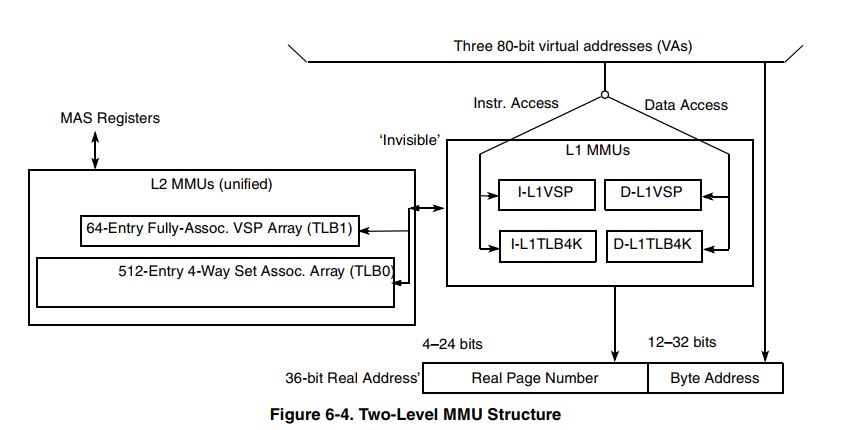 Three 80-bit virtual addresses (VAs)
Instr. Access
Data Access
MAS Registers
‘Invisible’
L1 MMUs
L2 MMUs (unified)
I-L1VSP
D-L1VSP
64-Entry Fully-Assoc. VSP Array (TLB1)
I-L1TLB4K
D-L1TLB4K
512-Entry 4-Way Set Assoc. Array (TLB0)
4–24 bits
12–32 bits
36-bit Real Address’
Real Page Number
Byte Address
Figure 6-4. Two-Level MMU Structure